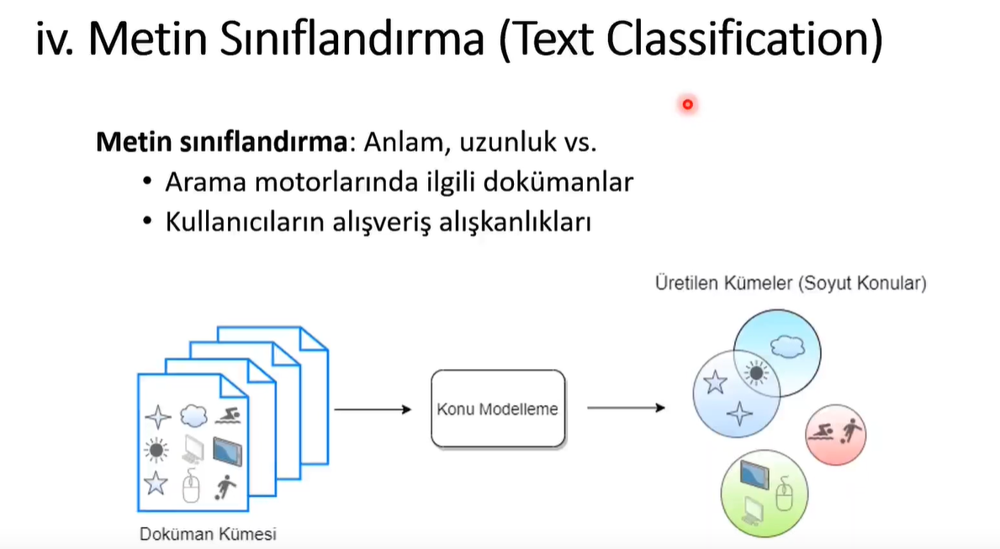 iv. Metin Sınıflandırma (Text Classification)
Metin sınıflandırma: Anlam, uzunluk vs.
• Arama motorlarında ilgili dokümanlar
• Kullanıcıların alışveriş alışkanlıkları
Üretilen Kümeler (Soyut Konular)
Konu Modelleme
Doküman Kümesi